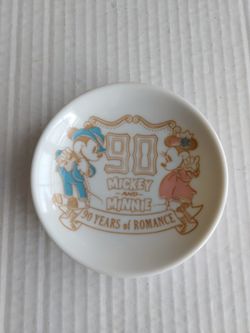 90
MICKEY
AND
MINNIE
90 YEARS of ROMANCE